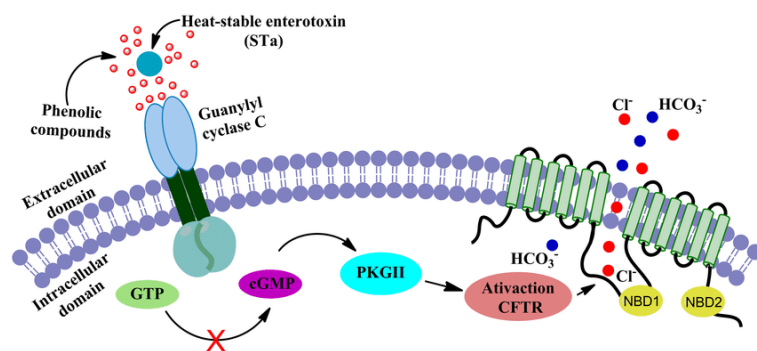 Heat-stable enterotoxin
(STa)
Phenolic
compounds
Guanylyl
cyclase C
Cl-
HCO3-
Extracellular
domain
Intracellular
domain
GTP
cGMP
X
PKGII
HCO3-
Ativaction
CFTR
Cl-
NBD1
NBD2